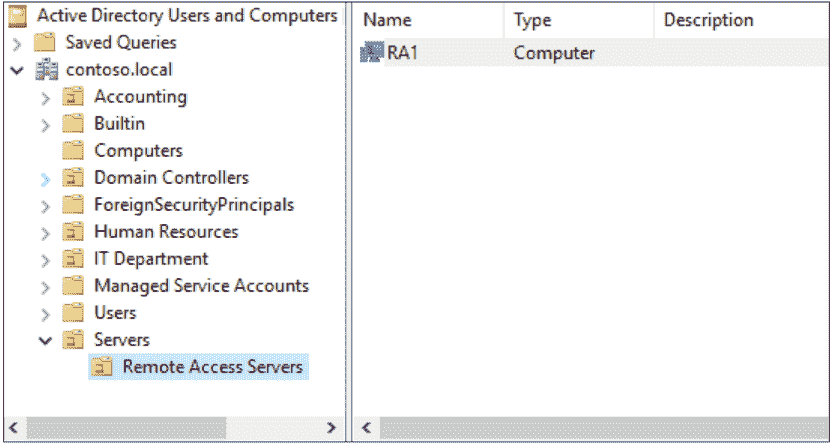 Active Directory Users and Computers
Saved Queries
contoso.local
Accounting
Builtin
Computers
Domain Controllers
ForeignSecurityPrincipals
Human Resources
IT Department
Managed Service Accounts
Users
Servers
Remote Access Servers
Name Type Description
RA1 Computer